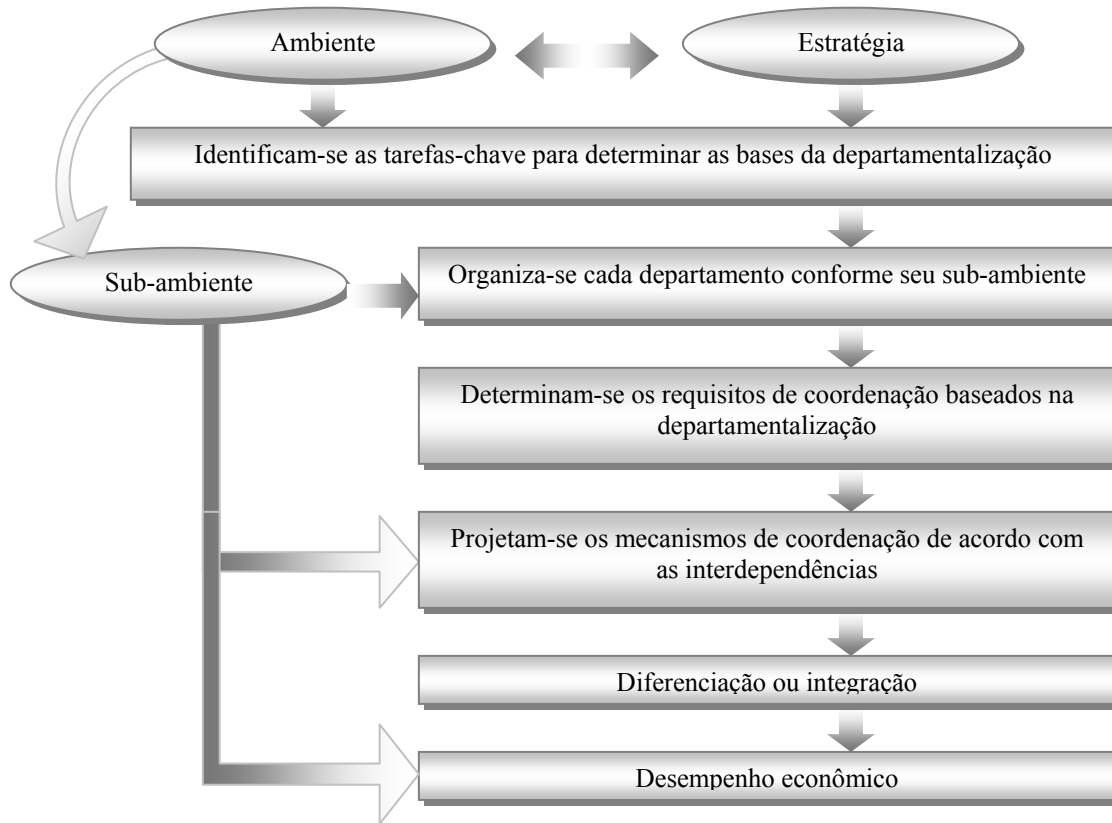 Ambiente
Estratégia
Identificam-se as tarefas-chave para determinar as bases da departamentalização
Sub-ambiente
Organiza-se cada departamento conforme seu sub-ambiente
Determinam-se os requisitos de coordenação baseados na
departamentalização
Projetam-se os mecanismos de coordenação de acordo com
as interdependências
Diferenciação ou integração
Desempenho econômico